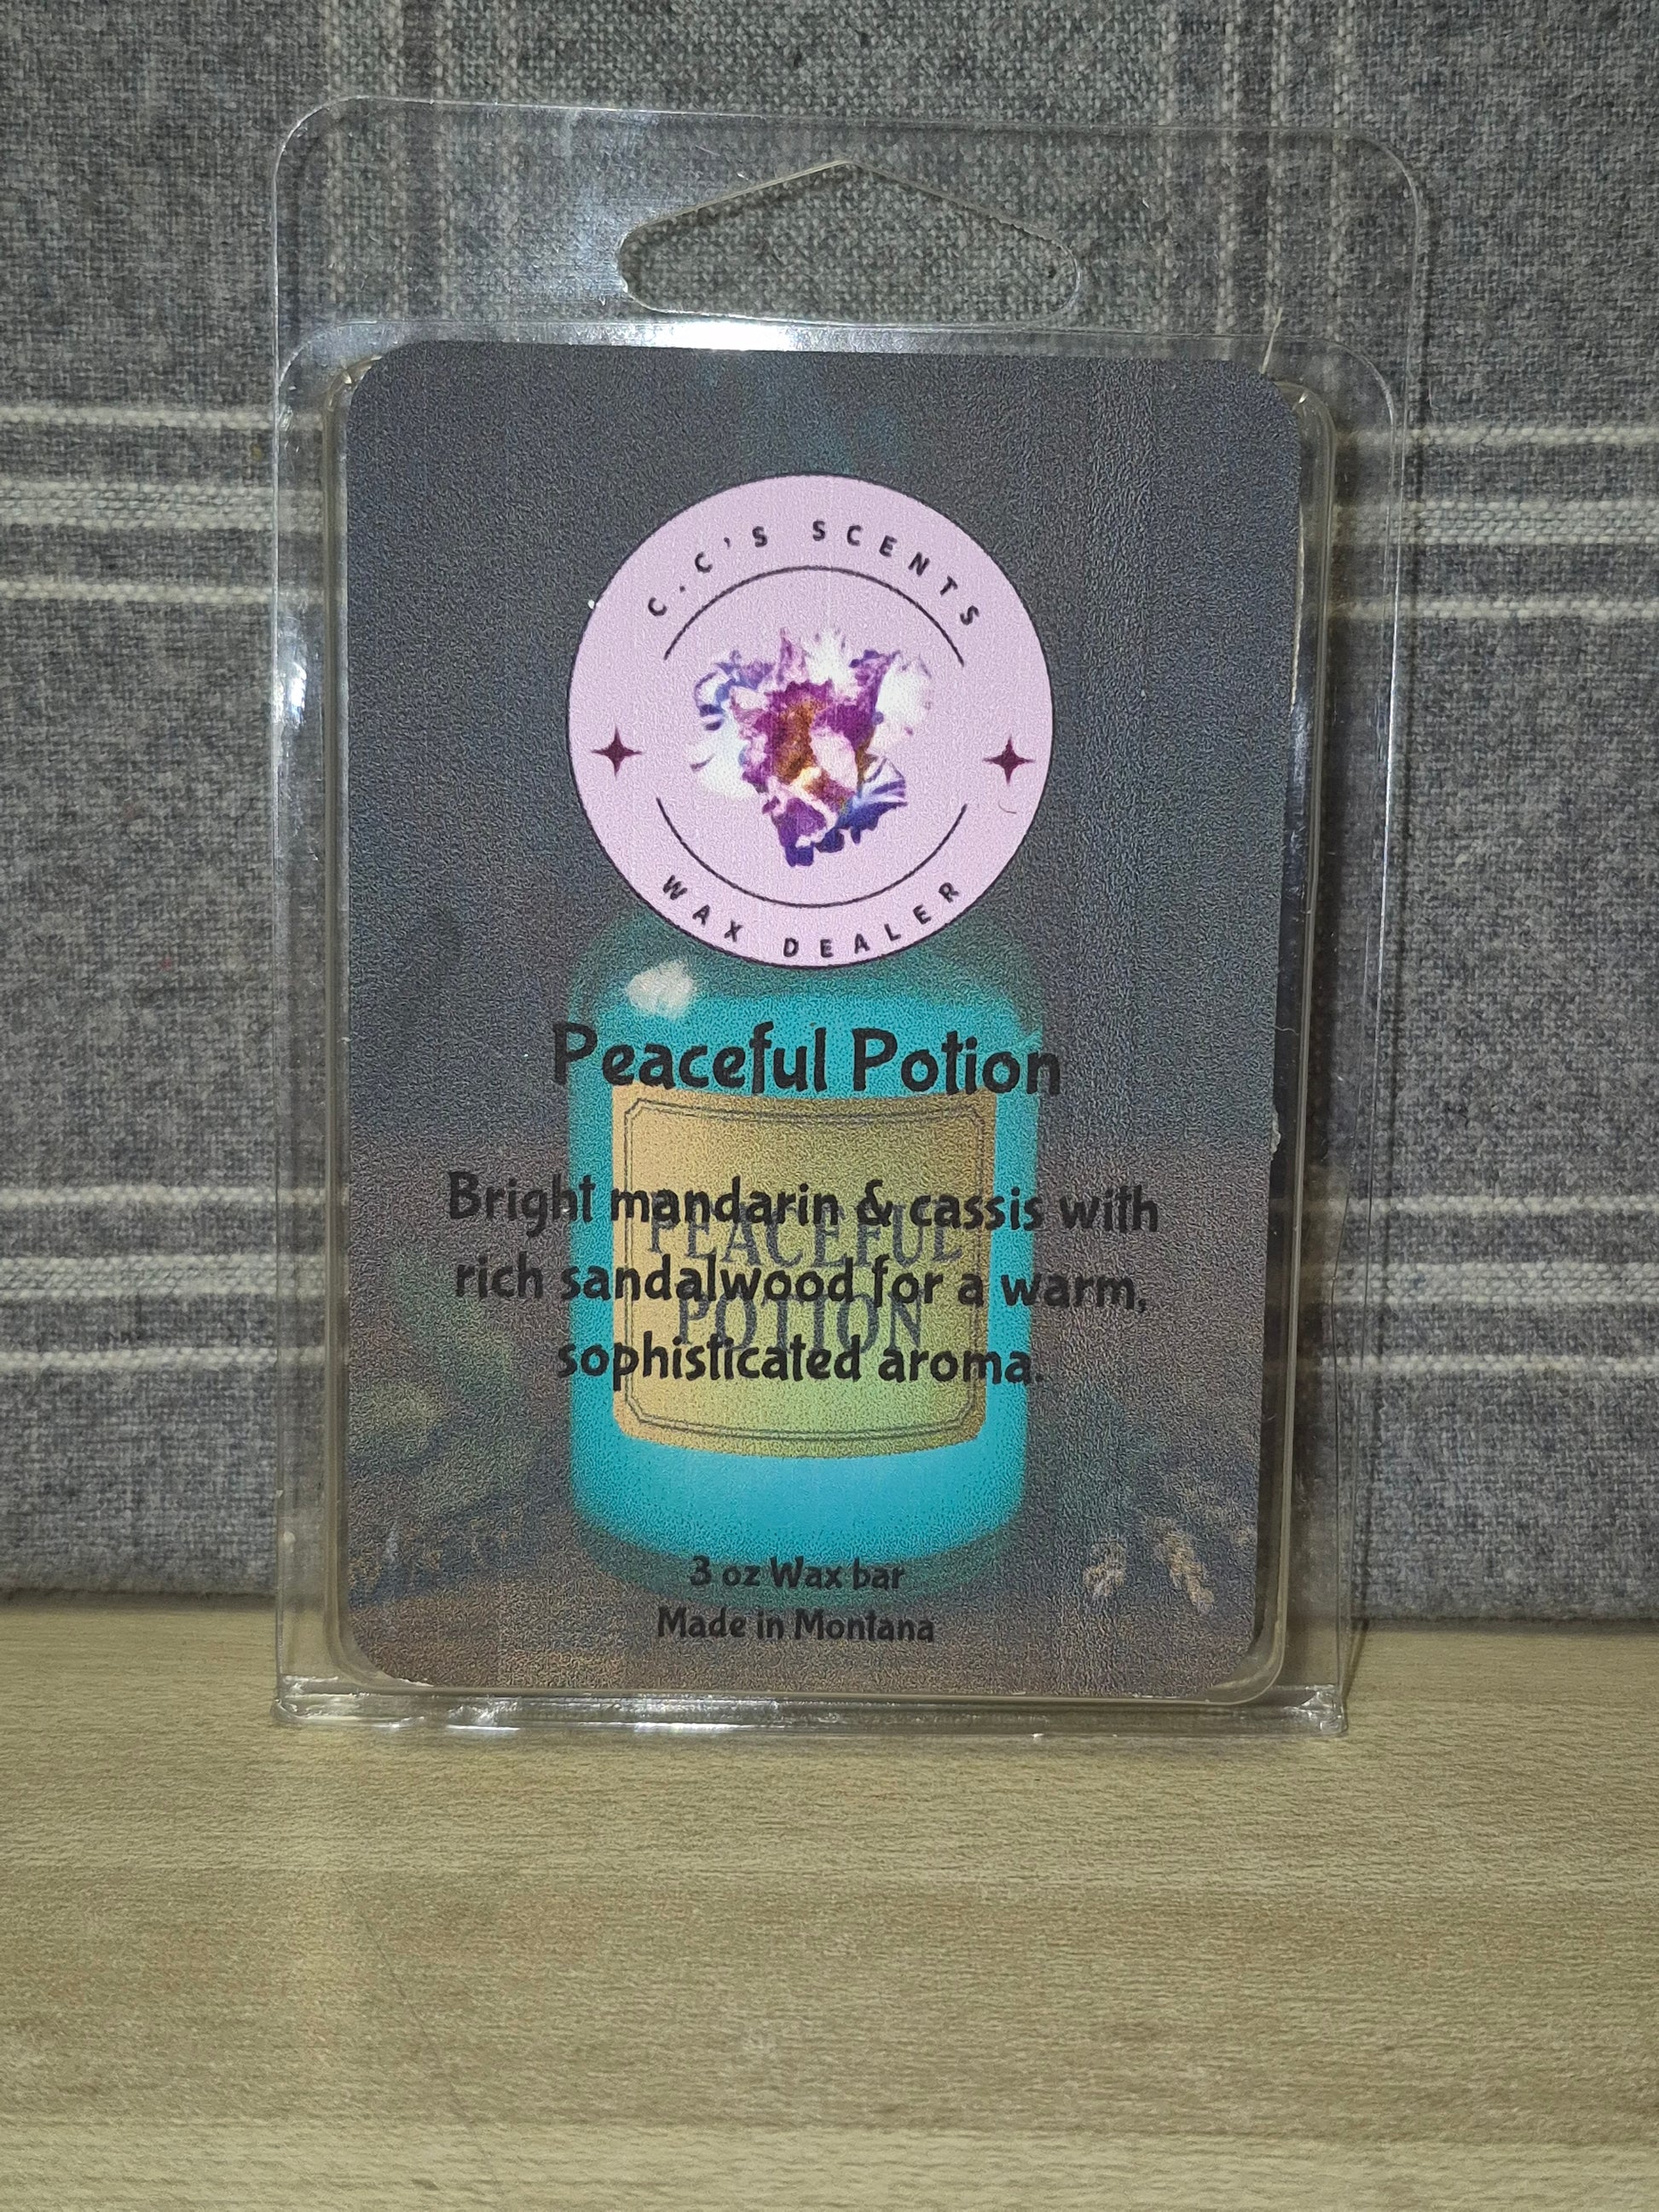 C.C'S SCENTS
WAX DEALER
Peaceful Potion
Bright mandarin & cassis with
PEACEFUL
rich sandalwood for a warm,
POTION
sophisticated aroma.
3 oz Wax bar
Made in Montana